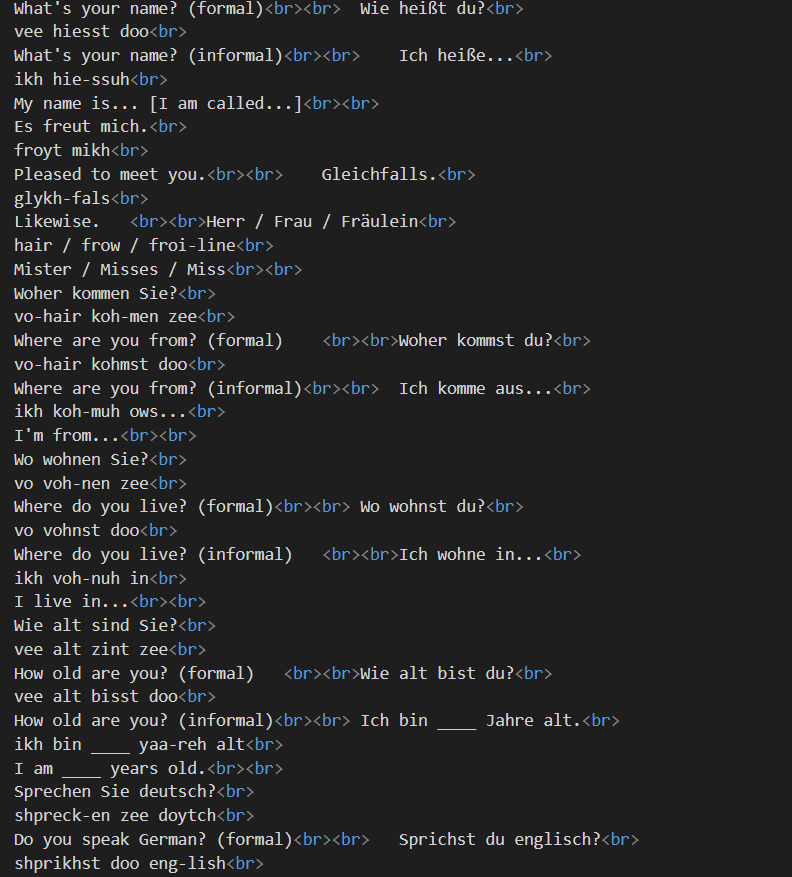 What's your name? (formal)<br><br>  Wie heißt du?<br>
vee hiesst doo<br>
What's your name? (informal)<br><br>    Ich heiße...<br>
ikh hie-ssuh<br>
My name is... [I am called...]<br><br>
Es freut mich.<br>
froyt mikh<br>
Pleased to meet you.<br><br>    Gleichfalls.<br>
glykh-fals<br>
Likewise.   <br><br>Herr / Frau / Fräulein<br>
hair / frow / froi-line<br>
Mister / Misses / Miss<br><br>
Woher kommen Sie?<br>
vo-hair koh-men zee<br>
Where are you from? (formal)    <br><br>Woher kommst du?<br>
vo-hair kohmst doo<br>
Where are you from? (informal)<br><br>  Ich komme aus...<br>
ikh koh-muh ows...<br>
I'm from...<br><br>
Wo wohnen Sie?<br>
vo voh-nen zee<br>
Where do you live? (formal)<br><br> Wo wohnst du?<br>
vo vohnst doo<br>
Where do you live? (informal)   <br><br>Ich wohne in...<br>
ikh voh-nuh in<br>
I live in...<br><br>
Wie alt sind Sie?<br>
vee alt zint zee<br>
How old are you? (formal)   <br><br>Wie alt bist du?<br>
vee alt bisst doo<br>
How old are you? (informal)<br><br> Ich bin ____ Jahre alt.<br>
ikh bin ____ yaa-reh alt<br>
I am ____ years old.<br><br>
Sprechen Sie deutsch?<br>
shpreck-en zee doytch<br>
Do you speak German? (formal)<br><br>   Sprichst du englisch?<br>
shprikhst doo eng-lish<br>